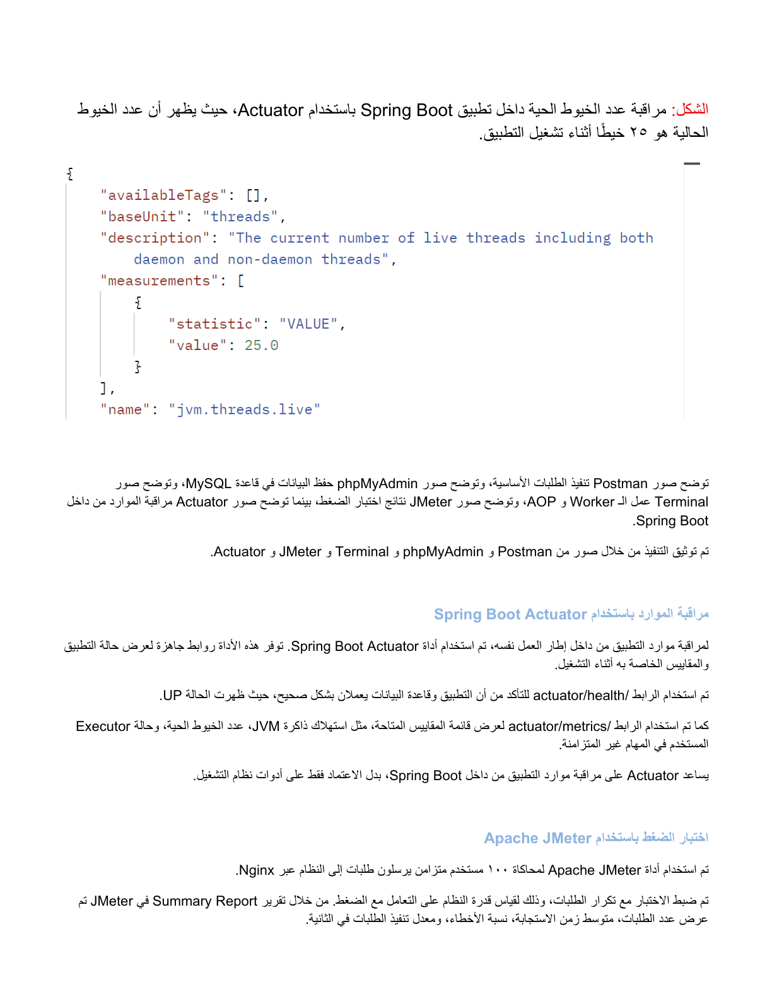 الشكل: مراقبة عدد الخيوط الحية داخل تطبيق Spring Boot باستخدام Actuator، حيث يظهر أن عدد الخيوط
الحالية هو ٢٥ خيطًا أثناء تشغيل التطبيق.
{
"availableTags": [],
"baseUnit": "threads",
"description": "The current number of live threads including both
daemon and non-daemon threads",
"measurements": [
{
"statistic": "VALUE",
"value": 25.0
}
],
"name": "jvm.threads.live"
توضح صور Postman تنفيذ الطلبات الأساسية، وتوضح صور phpMyAdmin حفظ البيانات في قاعدة MySQL، وتوضح صور
Terminal عمل الـ Worker و AOP، وتوضح صور JMeter نتائج اختبار الضغط، بينما توضح صور Actuator مراقبة الموارد من داخل
Spring Boot.
تم توثيق التنفيذ من خلال صور من Postman و phpMyAdmin و Terminal و JMeter و Actuator.
مراقبة الموارد باستخدام Spring Boot Actuator
لمراقبة موارد التطبيق من داخل إطار العمل نفسه، تم استخدام أداة Spring Boot Actuator. توفر هذه الأداة روابط جاهزة لعرض حالة التطبيق
والمقاييس الخاصة به أثناء التشغيل.
تم استخدام الرابط /actuator/health للتأكد من أن التطبيق وقاعدة البيانات يعملان بشكل صحيح، حيث ظهرت الحالة UP.
كما تم استخدام الرابط /actuator/metrics لعرض قائمة المقاييس المتاحة، مثل استهلاك ذاكرة JVM، عدد الخيوط الحية، وحالة Executor
المستخدم في المهام غير المتزامنة.
يساعد Actuator على مراقبة موارد التطبيق من داخل Spring Boot، بدل الاعتماد فقط على أدوات نظام التشغيل.
اختبار الضغط باستخدام Apache JMeter
تم استخدام أداة Apache JMeter لمحاكاة ١٠٠ مستخدم متزامن يرسلون طلبات إلى النظام عبر Nginx.
تم ضبط الاختبار مع تكرار الطلبات، وذلك لقياس قدرة النظام على التعامل مع الضغط. من خلال تقرير Summary Report في JMeter تم
عرض عدد الطلبات، متوسط زمن الاستجابة، نسبة الأخطاء، ومعدل تنفيذ الطلبات في الثانية.